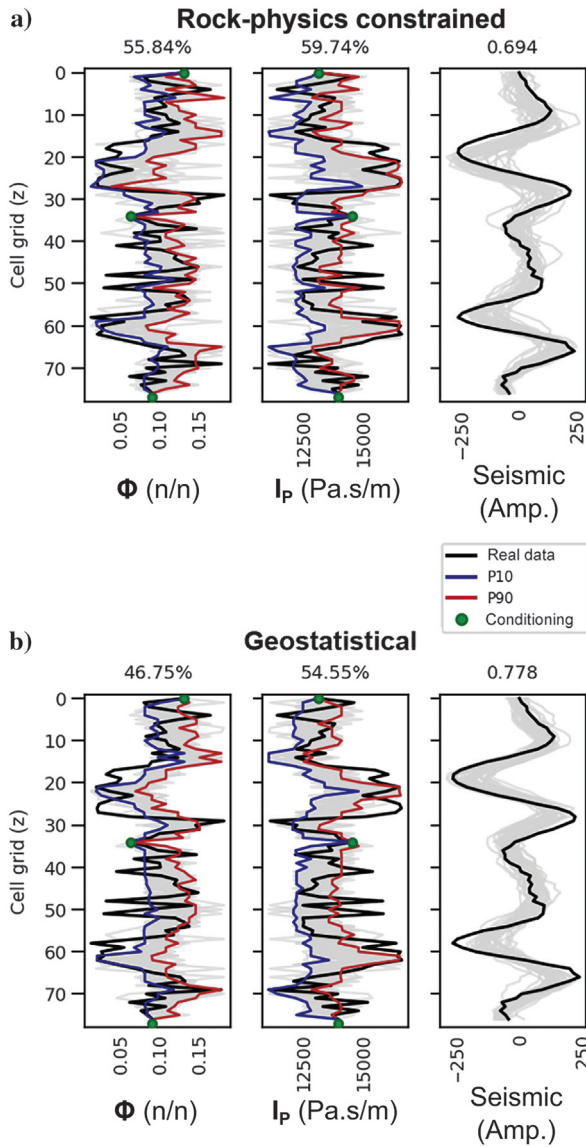 a)
Rock-physics constrained
55.84%
59.74%
0.694
0
10
20
30
40
50
60
70
Cell grid (z)
0.05
0.10
0.15
12500
15000
−250
0
250
Φ (n/n)
IP (Pa.s/m)
Seismic
(Amp.)
Real data
P10
P90
Conditioning
b)
Geostatistical
46.75%
54.55%
0.778
0
10
20
30
40
50
60
70
Cell grid (z)
0.05
0.10
0.15
12500
15000
−250
0
250
Φ (n/n)
IP (Pa.s/m)
Seismic
(Amp.)